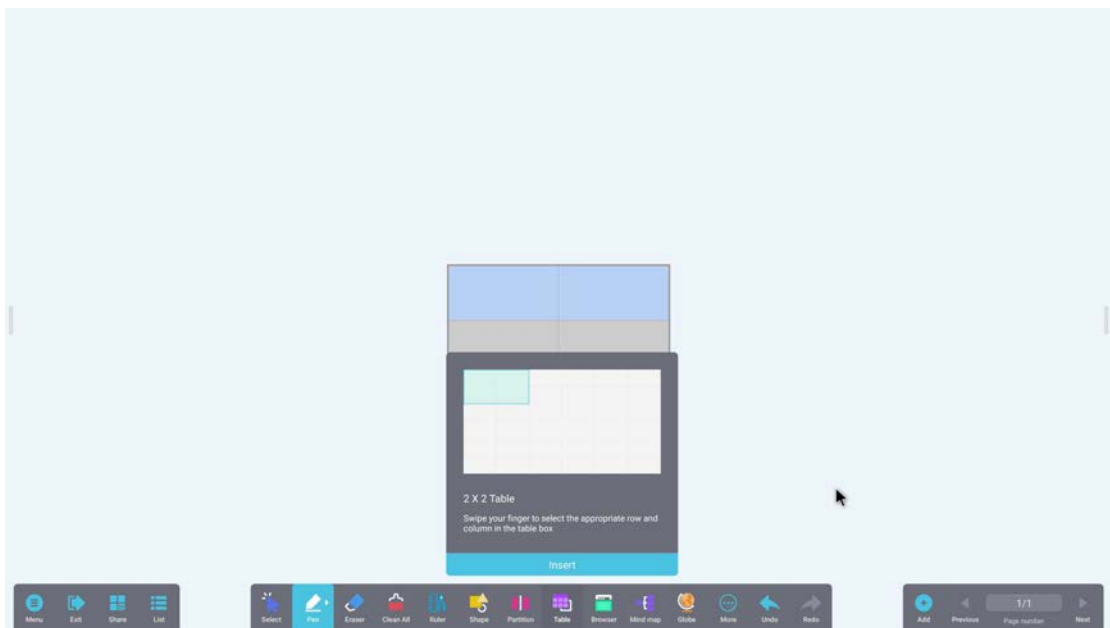 2 X 2 Table
Swipe your finger to select the appropriate row and
column in the table box
Insert
Menu Exit Share List
Select Pen Eraser Clean All Ruler Shape Partition Table Browser Mind map Globe More Undo Redo
1/1
Add Previous Page number Next